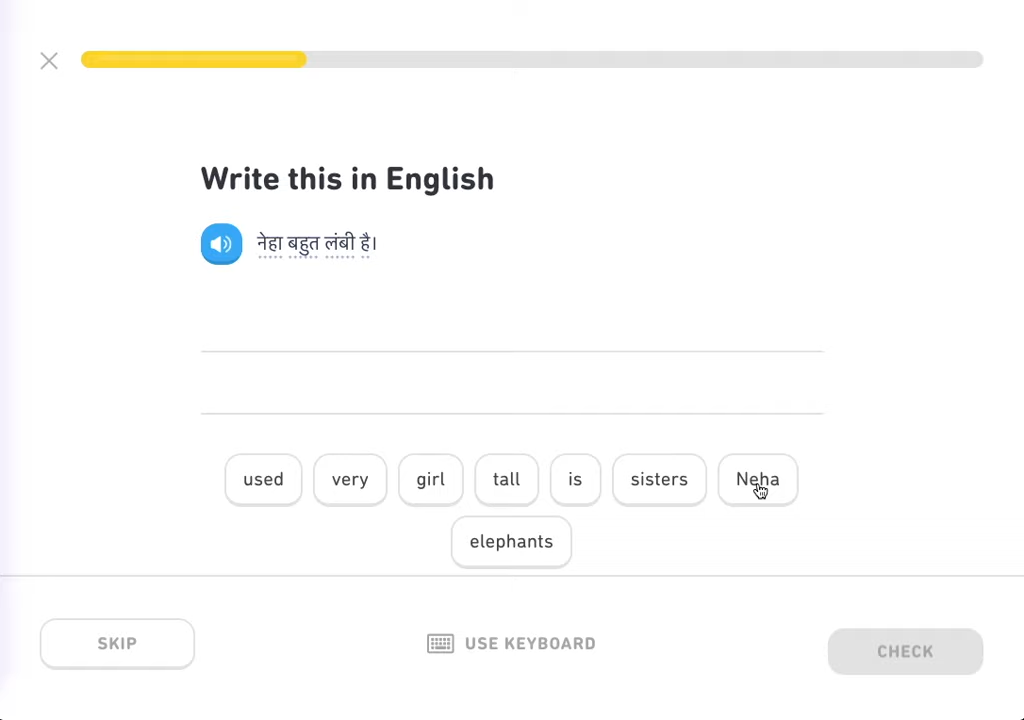 Write this in English
नेहा बहुत लंबी है।
used very girl tall is sisters Neha
elephants
SKIP USE KEYBOARD CHECK